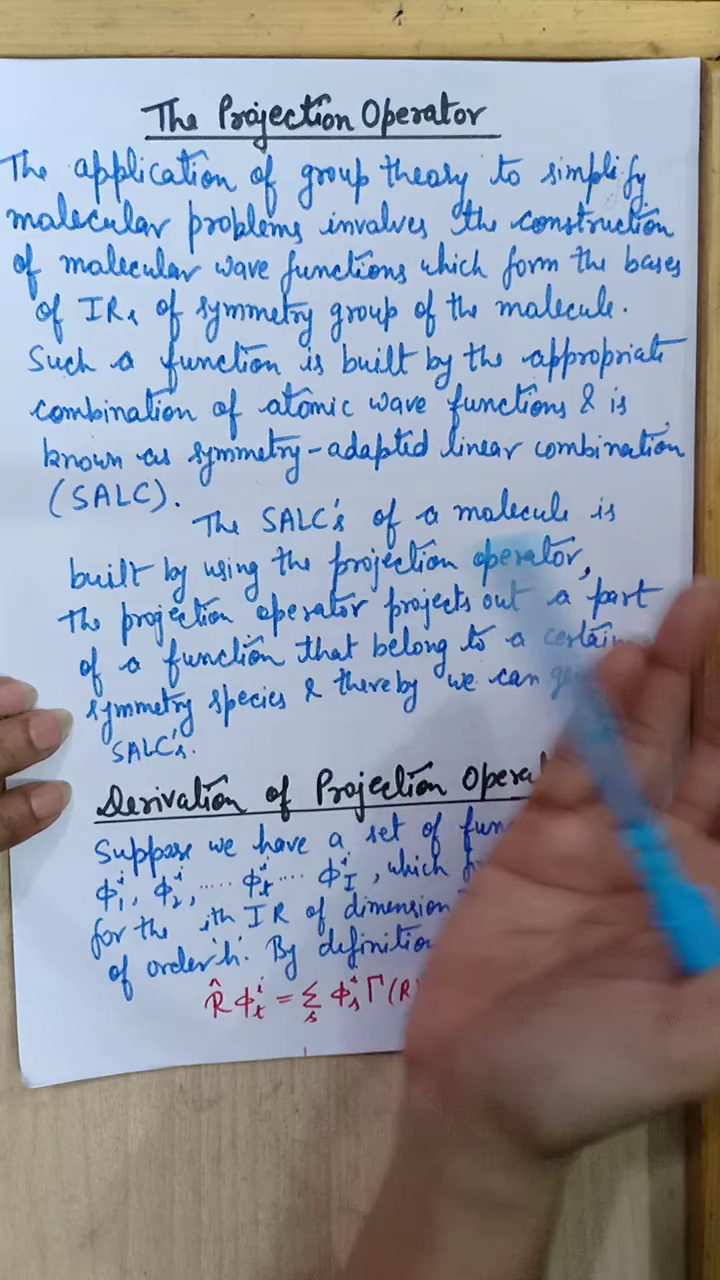 The Projection Operator
The application of group theory to simplify
molecular problems involves the construction
of molecular wave functions which form the bases
of IRs of symmetry group of the molecule.
Such a function is built by the appropriate
combination of atomic wave functions & is
known as symmetry-adapted linear combination
(SALC).
The SALC's of a molecule is
built by using the projection operator,
The projection operator projects out a part
of a function that belong to a certain
symmetry species & thereby we can
SALC's.
Derivation of Projection
Suppose we have a set of
ϕ₁ⁱ, ϕ₂ⁱ, ..... ϕₜⁱ .... ϕ_Iⁱ, which
for the ith IR of dimension
of order 'h'. By
R̂ ϕₜⁱ = Σₛ ϕₛⁱ Γ(R)